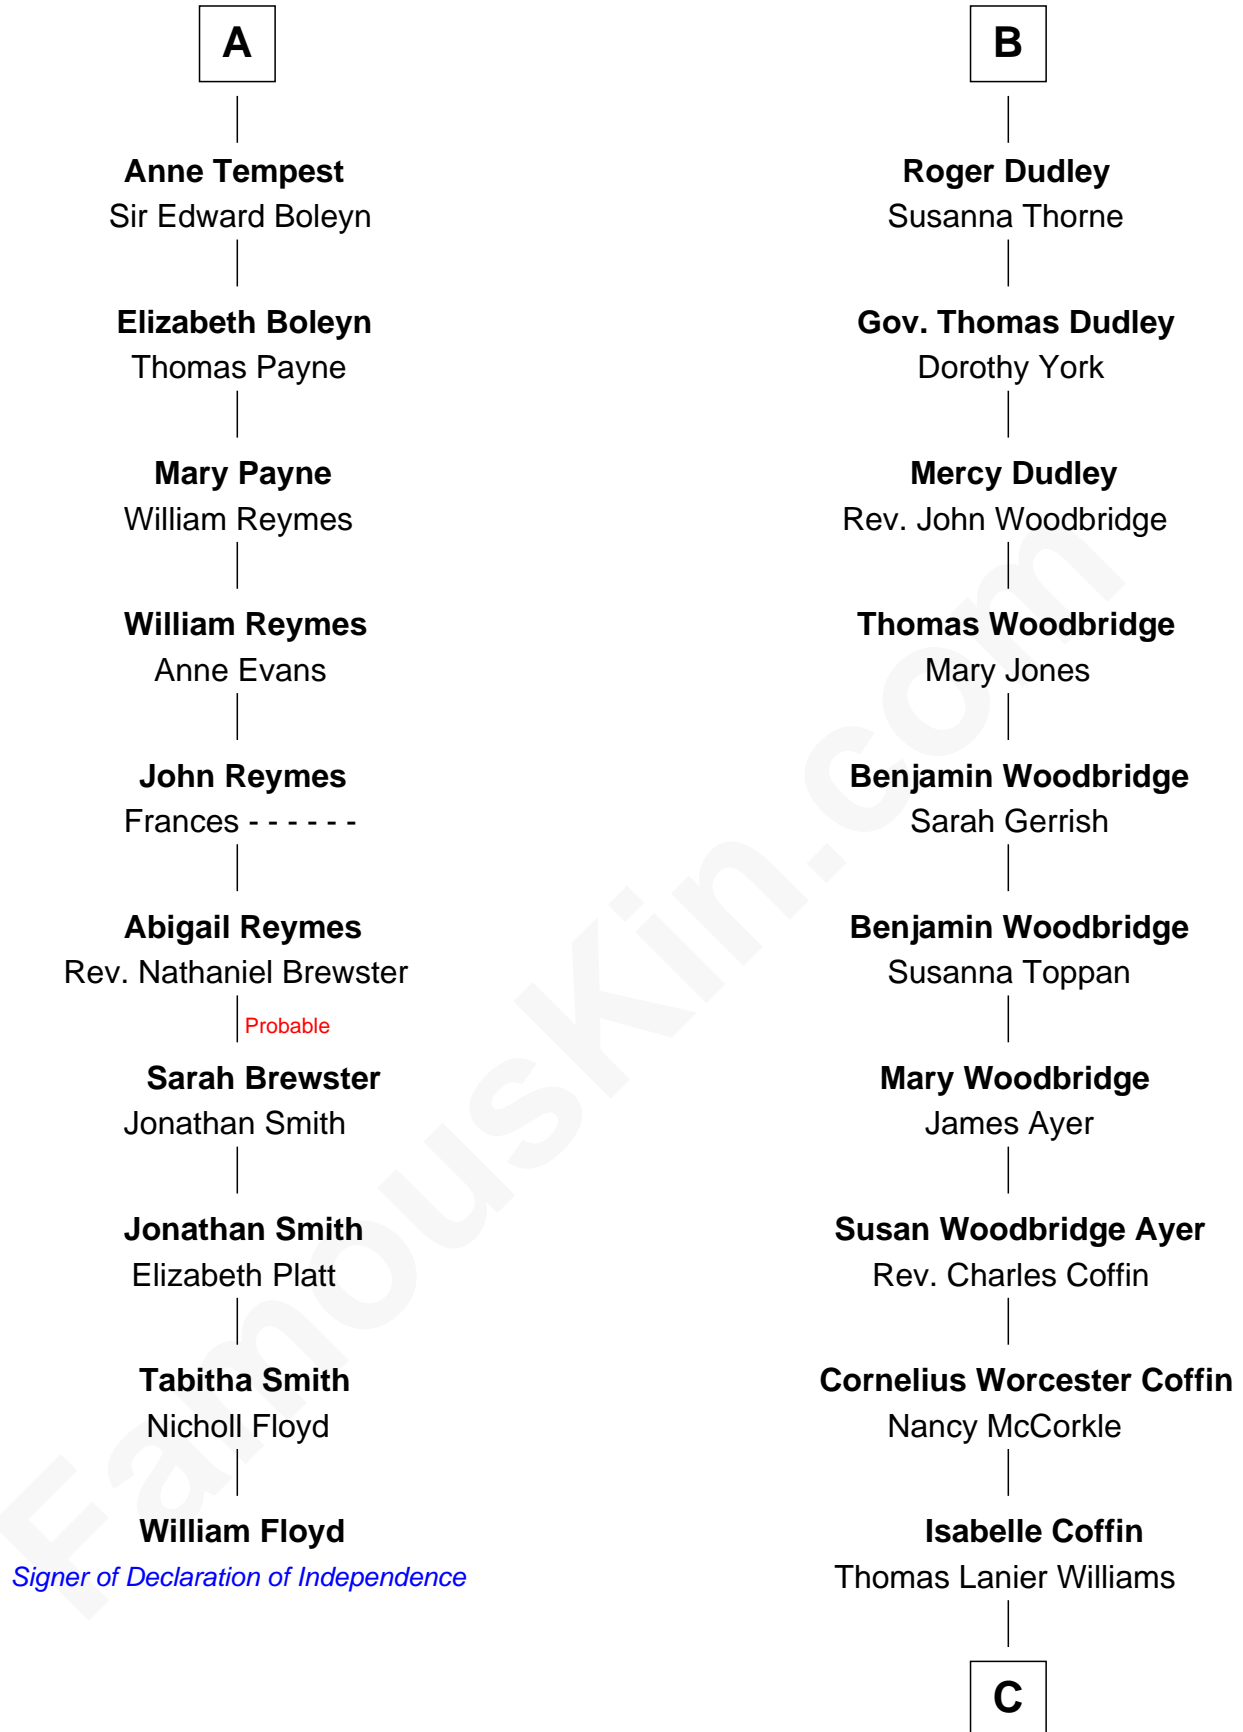 A
Anne Tempest
Sir Edward Boleyn
Elizabeth Boleyn
Thomas Payne
Mary Payne
William Reymes
William Reymes
Anne Evans
John Reymes
Frances - - - - - -
Abigail Reymes
Rev. Nathaniel Brewster
Probable
Sarah Brewster
Jonathan Smith
Jonathan Smith
Elizabeth Platt
Tabitha Smith
Nicholl Floyd
William Floyd
Signer of Declaration of Independence
B
Roger Dudley
Susanna Thorne
Gov. Thomas Dudley
Dorothy York
Mercy Dudley
Rev. John Woodbridge
Thomas Woodbridge
Mary Jones
Benjamin Woodbridge
Sarah Gerrish
Benjamin Woodbridge
Susanna Toppan
Mary Woodbridge
James Ayer
Susan Woodbridge Ayer
Rev. Charles Coffin
Cornelius Worcester Coffin
Nancy McCorkle
Isabelle Coffin
Thomas Lanier Williams
C
FamousKin.com